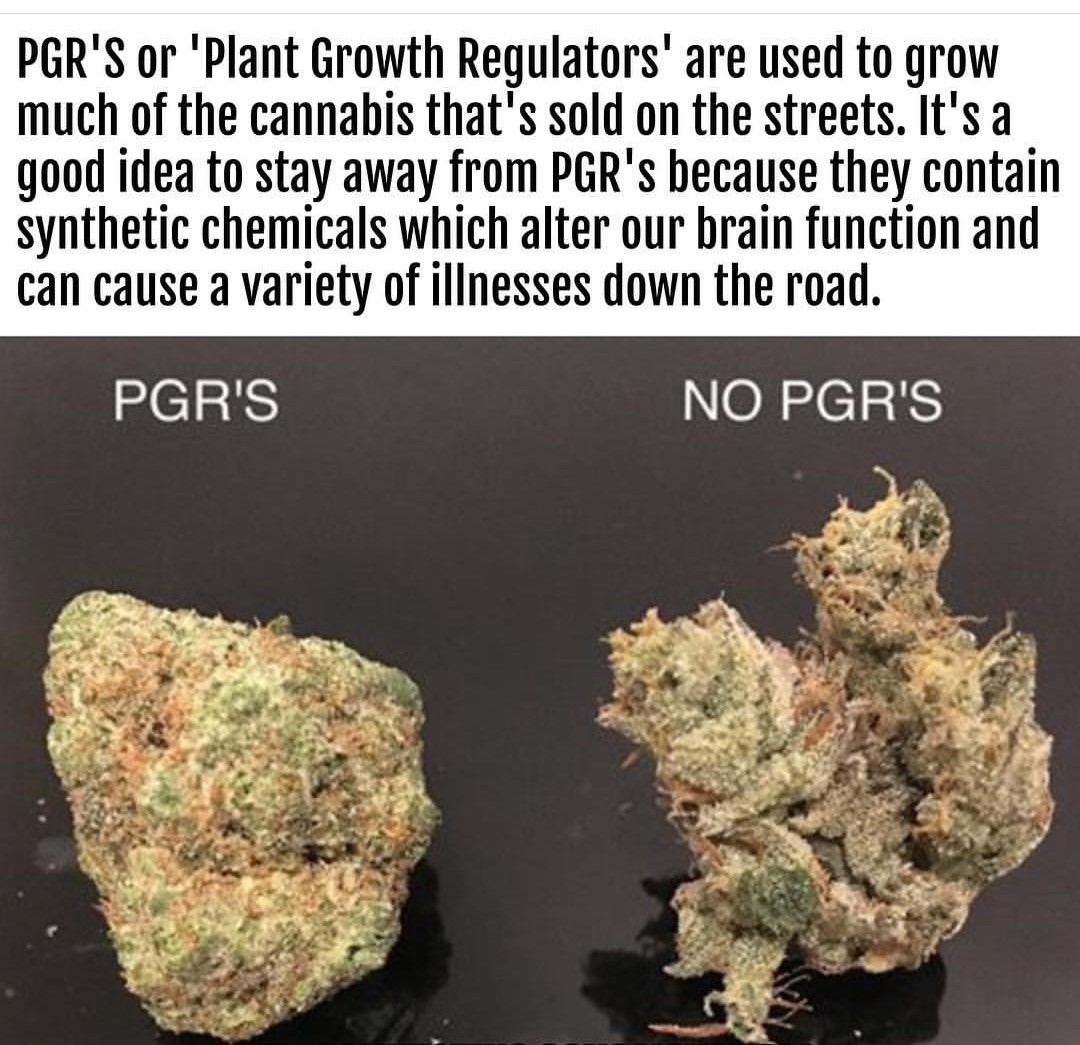 PGR'S or 'Plant Growth Regulators' are used to grow
much of the cannabis that's sold on the streets. It's a
good idea to stay away from PGR's because they contain
synthetic chemicals which alter our brain function and
can cause a variety of illnesses down the road.
PGR'S
NO PGR'S